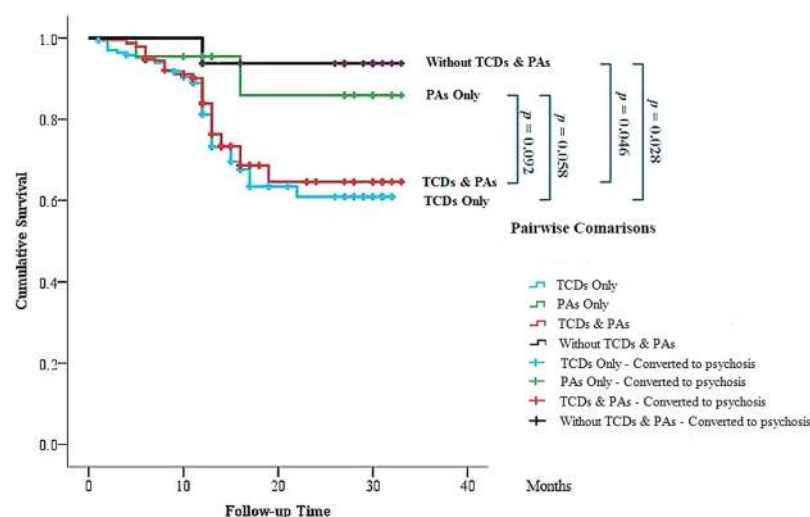 1.0
0.8
0.6
0.4
0.2
0.0
Cumulative Survival
0
10
20
30
40
Months
Follow-up Time
Without TCDs & PAs
PAs Only
TCDs & PAs
TCDs Only
p = 0.092
p = 0.058
p = 0.046
p = 0.028
Pairwise Comarisons
TCDs Only
PAs Only
TCDs & PAs
Without TCDs & PAs
TCDs Only - Converted to psychosis
PAs Only - Converted to psychosis
TCDs & PAs - Converted to psychosis
Without TCDs & PAs - Converted to psychosis